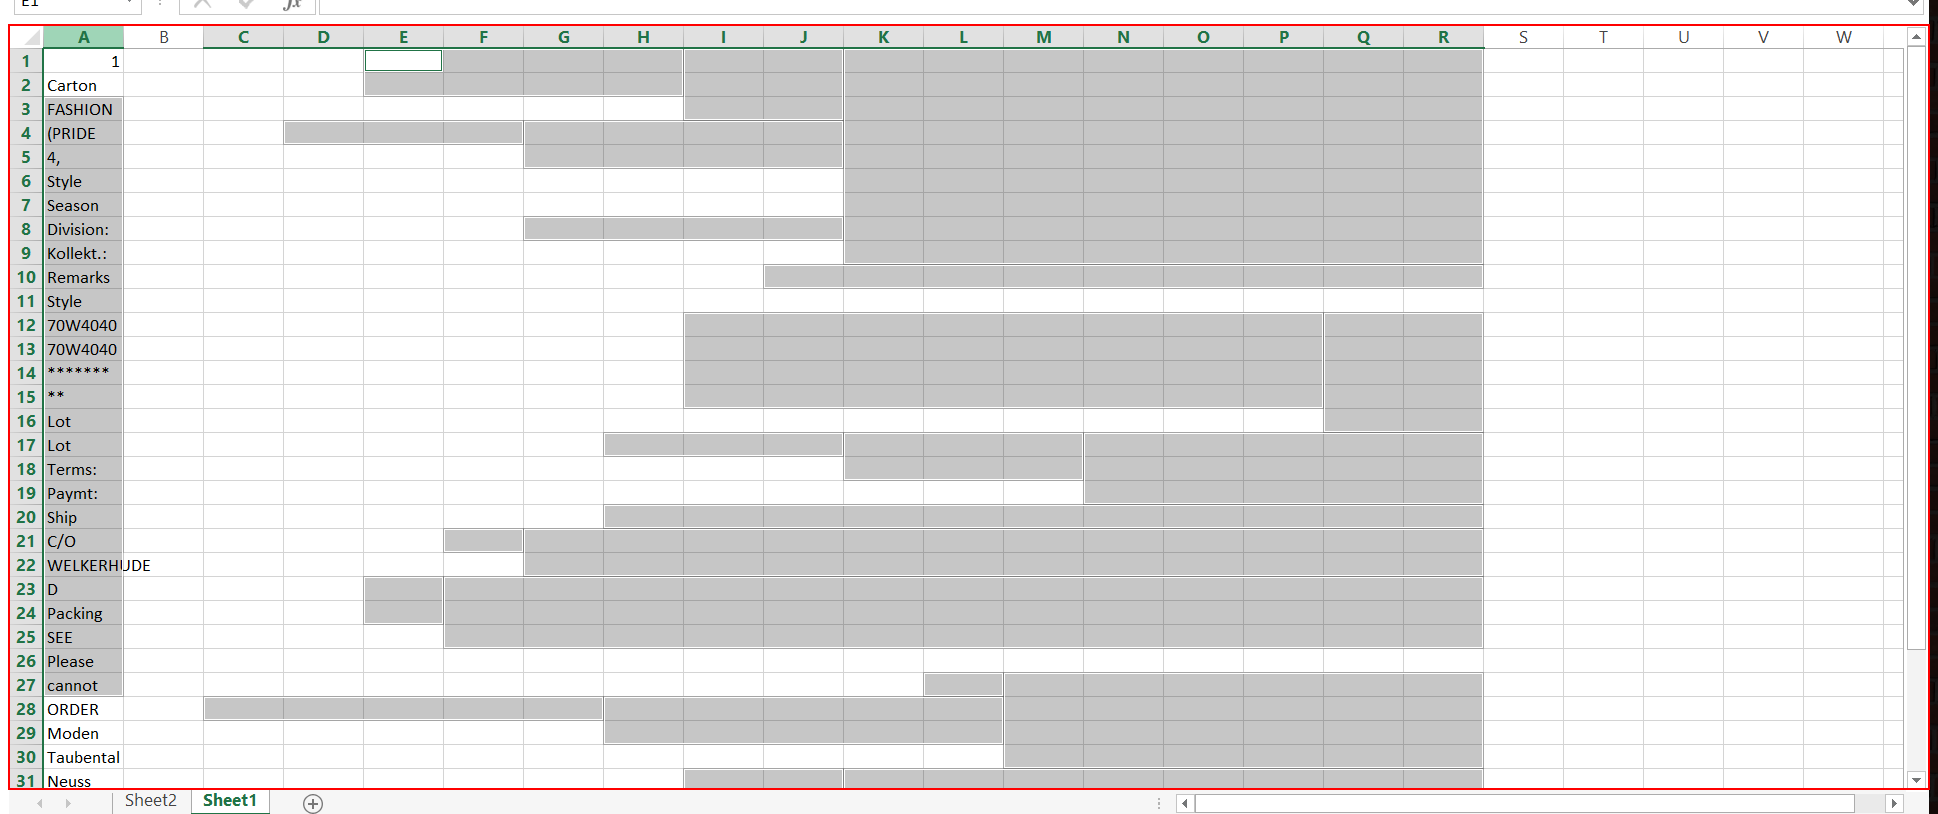 E1
fx
A B C D E F G H I J K L M N O P Q R S T U V W
1 1
2 Carton
3 FASHION
4 (PRIDE
5 4,
6 Style
7 Season
8 Division:
9 Kollekt.:
10 Remarks
11 Style
12 70W4040
13 70W4040
14 *******
15 **
16 Lot
17 Lot
18 Terms:
19 Paymt:
20 Ship
21 C/O
22 WELKERHUDE
23 D
24 Packing
25 SEE
26 Please
27 cannot
28 ORDER
29 Moden
30 Taubental
31 Neuss
Sheet2 Sheet1